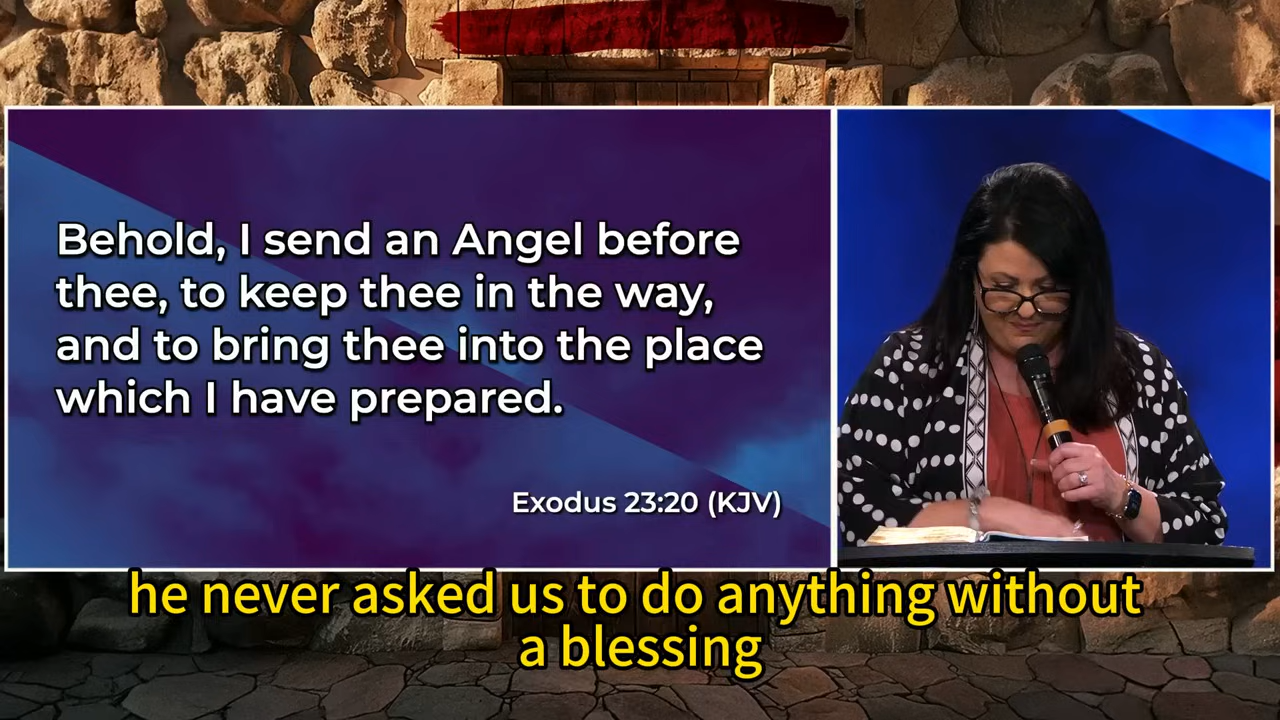 Behold, I send an Angel before
thee, to keep thee in the way,
and to bring thee into the place
which I have prepared.
Exodus 23:20 (KJV)
he never asked us to do anything without
a blessing